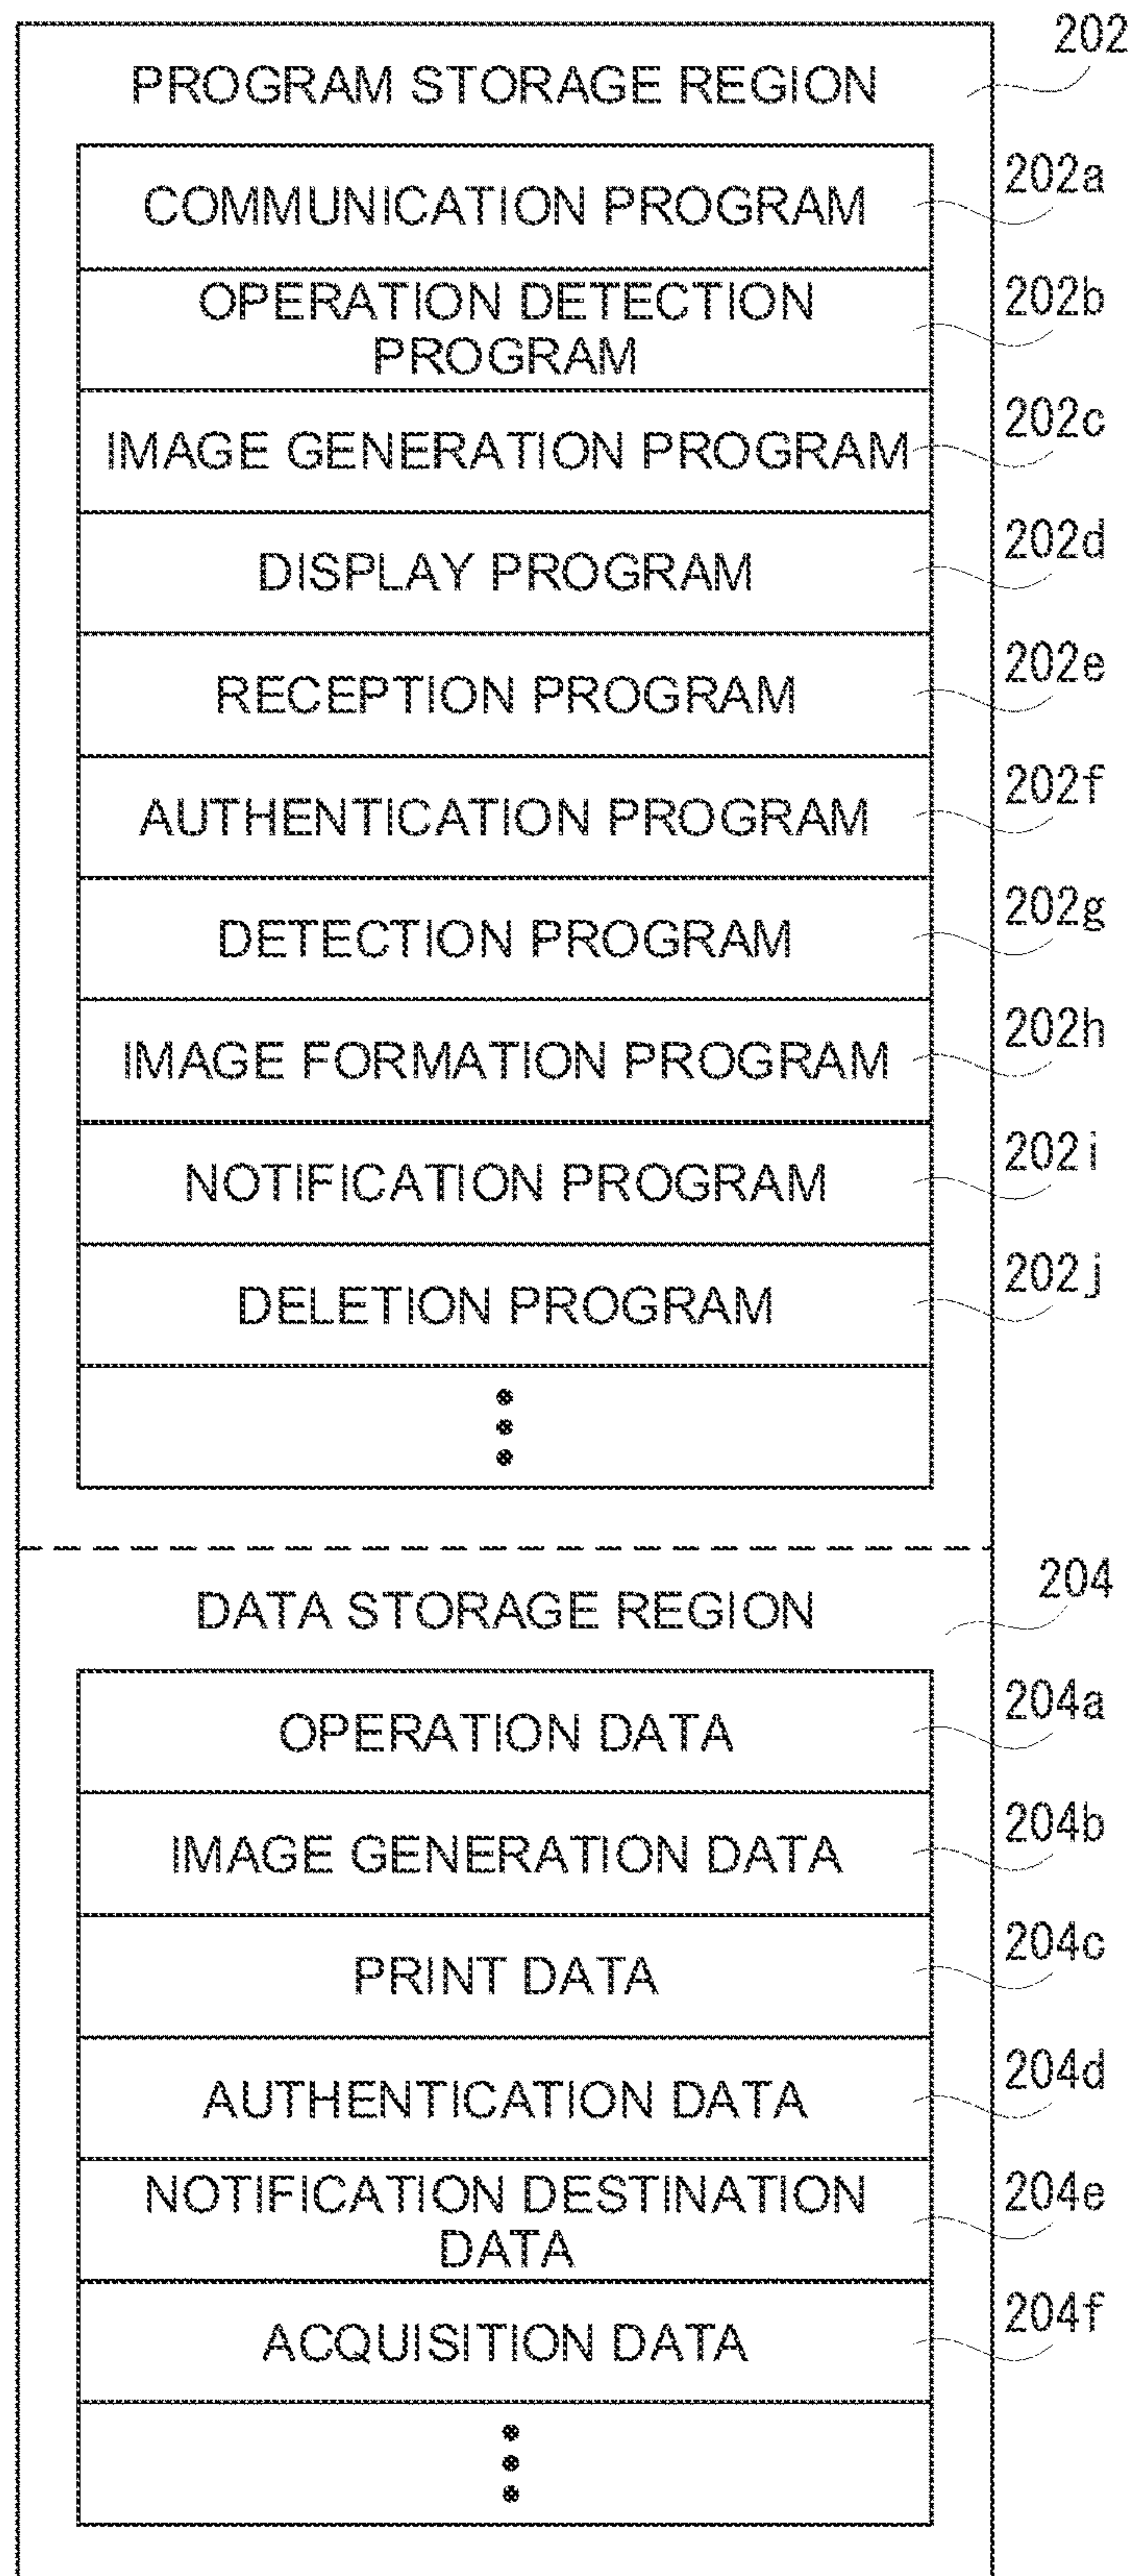 202
PROGRAM STORAGE REGION
COMMUNICATION PROGRAM
202a
OPERATION DETECTION
PROGRAM
202b
IMAGE GENERATION PROGRAM
202c
DISPLAY PROGRAM
202d
RECEPTION PROGRAM
202e
AUTHENTICATION PROGRAM
202f
DETECTION PROGRAM
202g
IMAGE FORMATION PROGRAM
202h
NOTIFICATION PROGRAM
202i
DELETION PROGRAM
202j
DATA STORAGE REGION
204
OPERATION DATA
204a
IMAGE GENERATION DATA
204b
PRINT DATA
204c
AUTHENTICATION DATA
204d
NOTIFICATION DESTINATION
DATA
204e
ACQUISITION DATA
204f